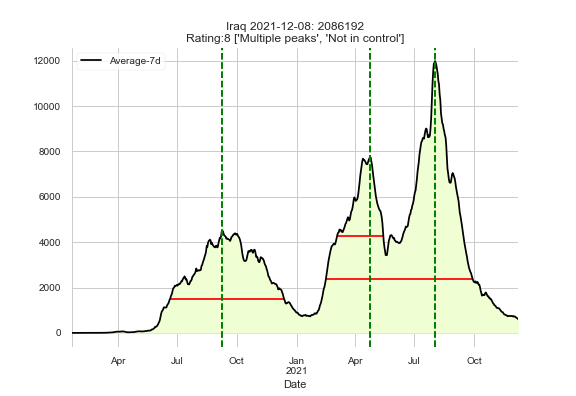 Iraq 2021-12-08: 2086192
Rating:8 ['Multiple peaks', 'Not in control']
Average-7d
12000
10000
8000
6000
4000
2000
0
Apr Jul Oct Jan Apr Jul Oct
2021
Date